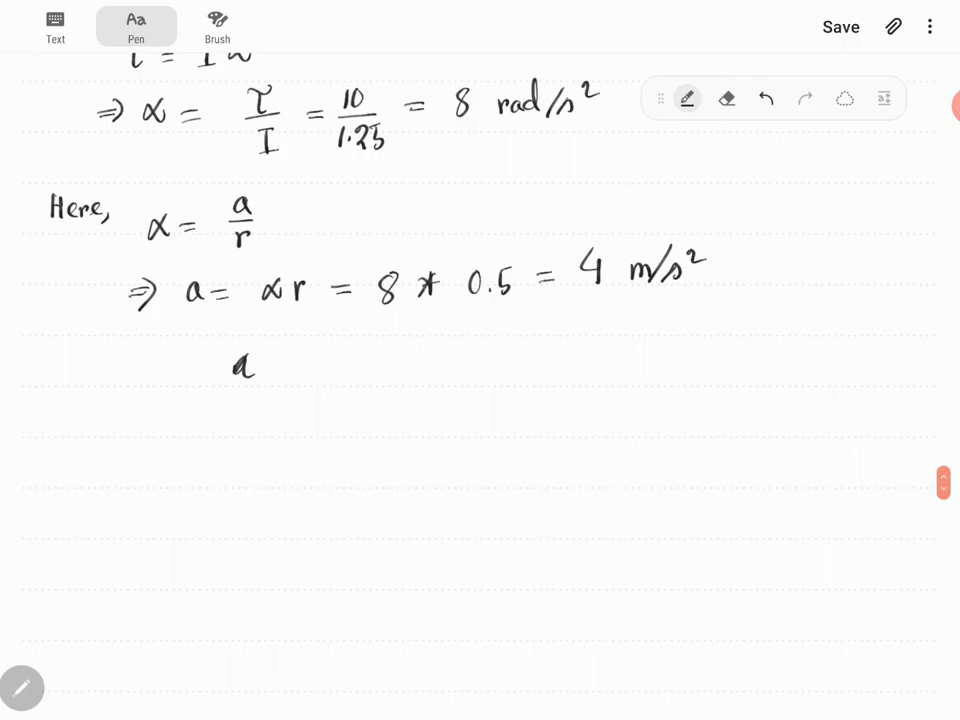 Text
Aa
Pen
Brush
Save
τ = I α
⇒ α = τ / I = 10 / 1.25 = 8 rad/s²
Here, α = a / r
⇒ a = α r = 8 * 0.5 = 4 m/s²
a